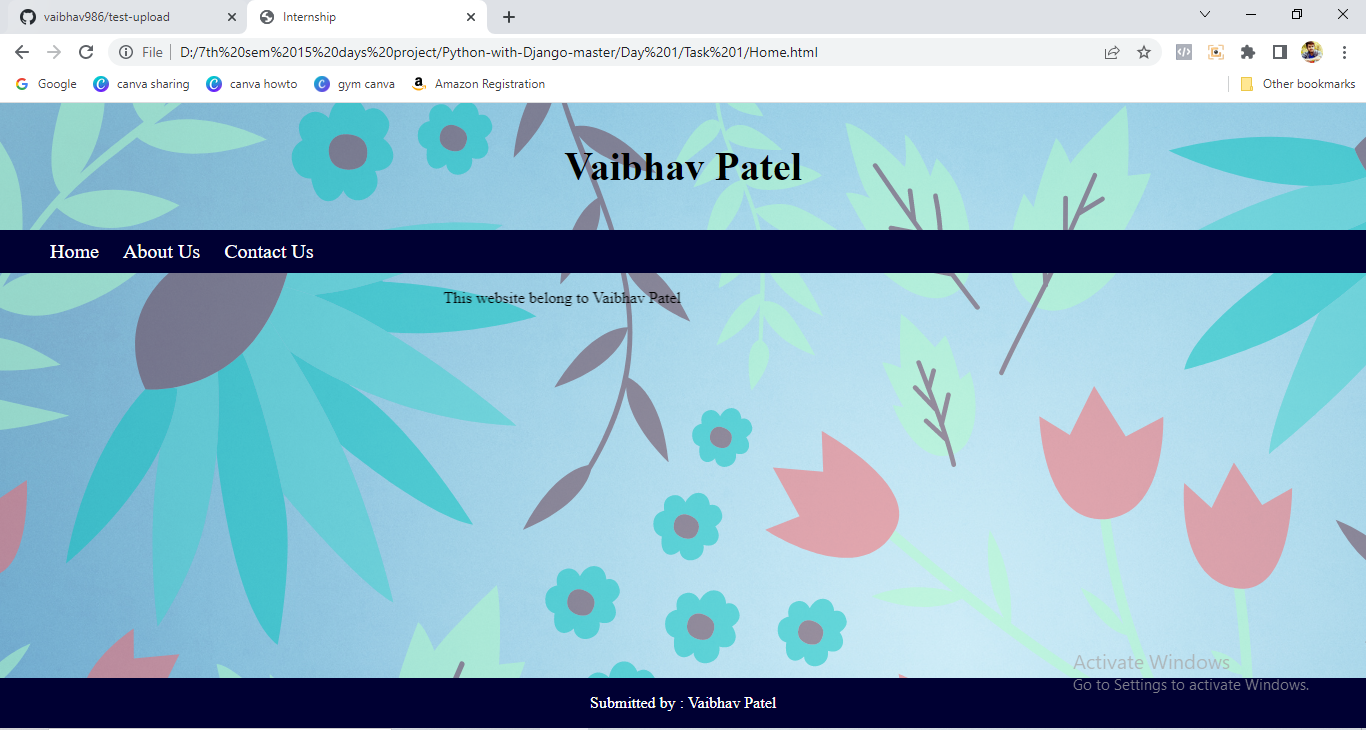 vaibhav986/test-upload
Internship
File
D:/7th%20sem%2015%20days%20project/Python-with-Django-master/Day%201/Task%201/Home.html
Google
canva sharing
canva howto
gym canva
Amazon Registration
Other bookmarks
Vaibhav Patel
Home
About Us
Contact Us
This website belong to Vaibhav Patel
Activate Windows
Go to Settings to activate Windows.
Submitted by : Vaibhav Patel